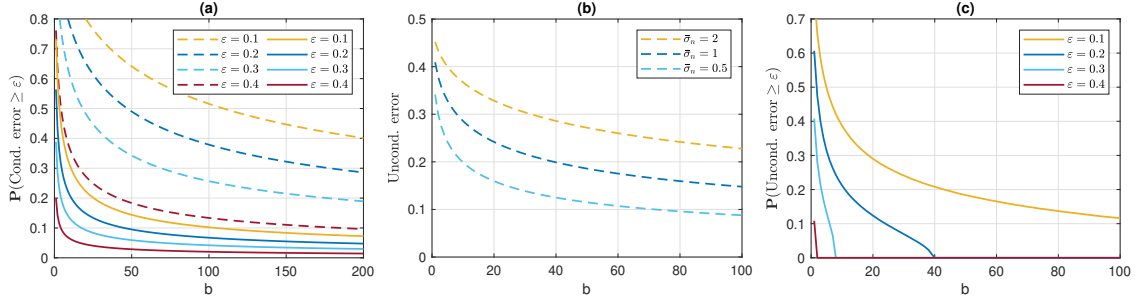 (a)
P(Cond. error ≥ ε)
0.8
0.7
0.6
0.5
0.4
0.3
0.2
0.1
0
ε = 0.1 ε = 0.1
ε = 0.2 ε = 0.2
ε = 0.3 ε = 0.3
ε = 0.4 ε = 0.4
0 50 100 150 200
b
(b)
Uncond. error
0.5
0.4
0.3
0.2
0.1
0
σ̄ₙ = 2
σ̄ₙ = 1
σ̄ₙ = 0.5
0 20 40 60 80 100
b
(c)
P(Uncond. error ≥ ε)
0.7
0.6
0.5
0.4
0.3
0.2
0.1
0
ε = 0.1
ε = 0.2
ε = 0.3
ε = 0.4
0 20 40 60 80 100
b